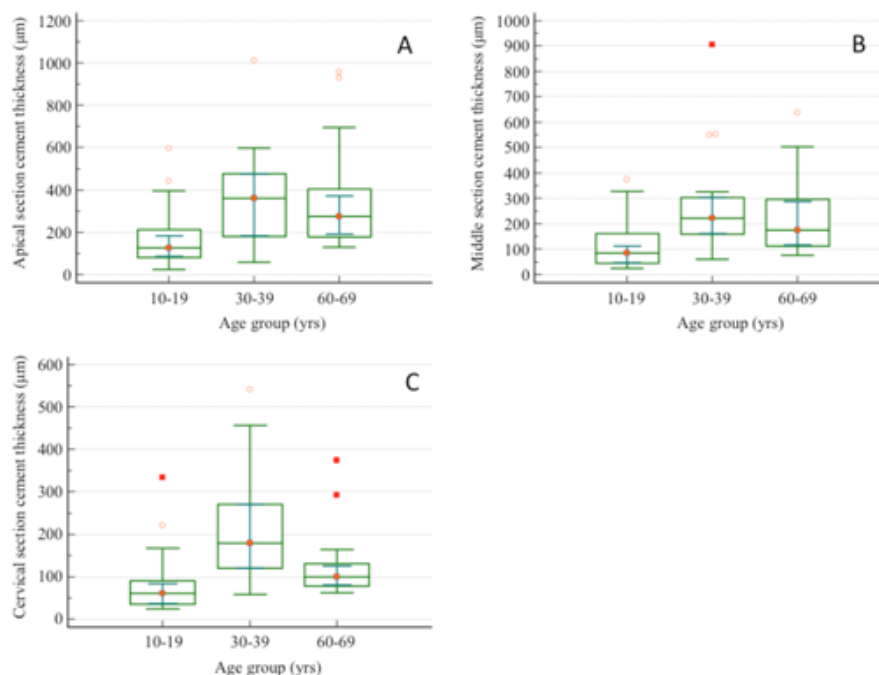 A
Apical section cement thickness (µm)
1200
1000
800
600
400
200
0
10-19 30-39 60-69
Age group (yrs)
B
Middle section cement thickness (µm)
1000
900
800
700
600
500
400
300
200
100
0
10-19 30-39 60-69
Age group (yrs)
C
Cervical section cement thickness (µm)
600
500
400
300
200
100
0
10-19 30-39 60-69
Age group (yrs)